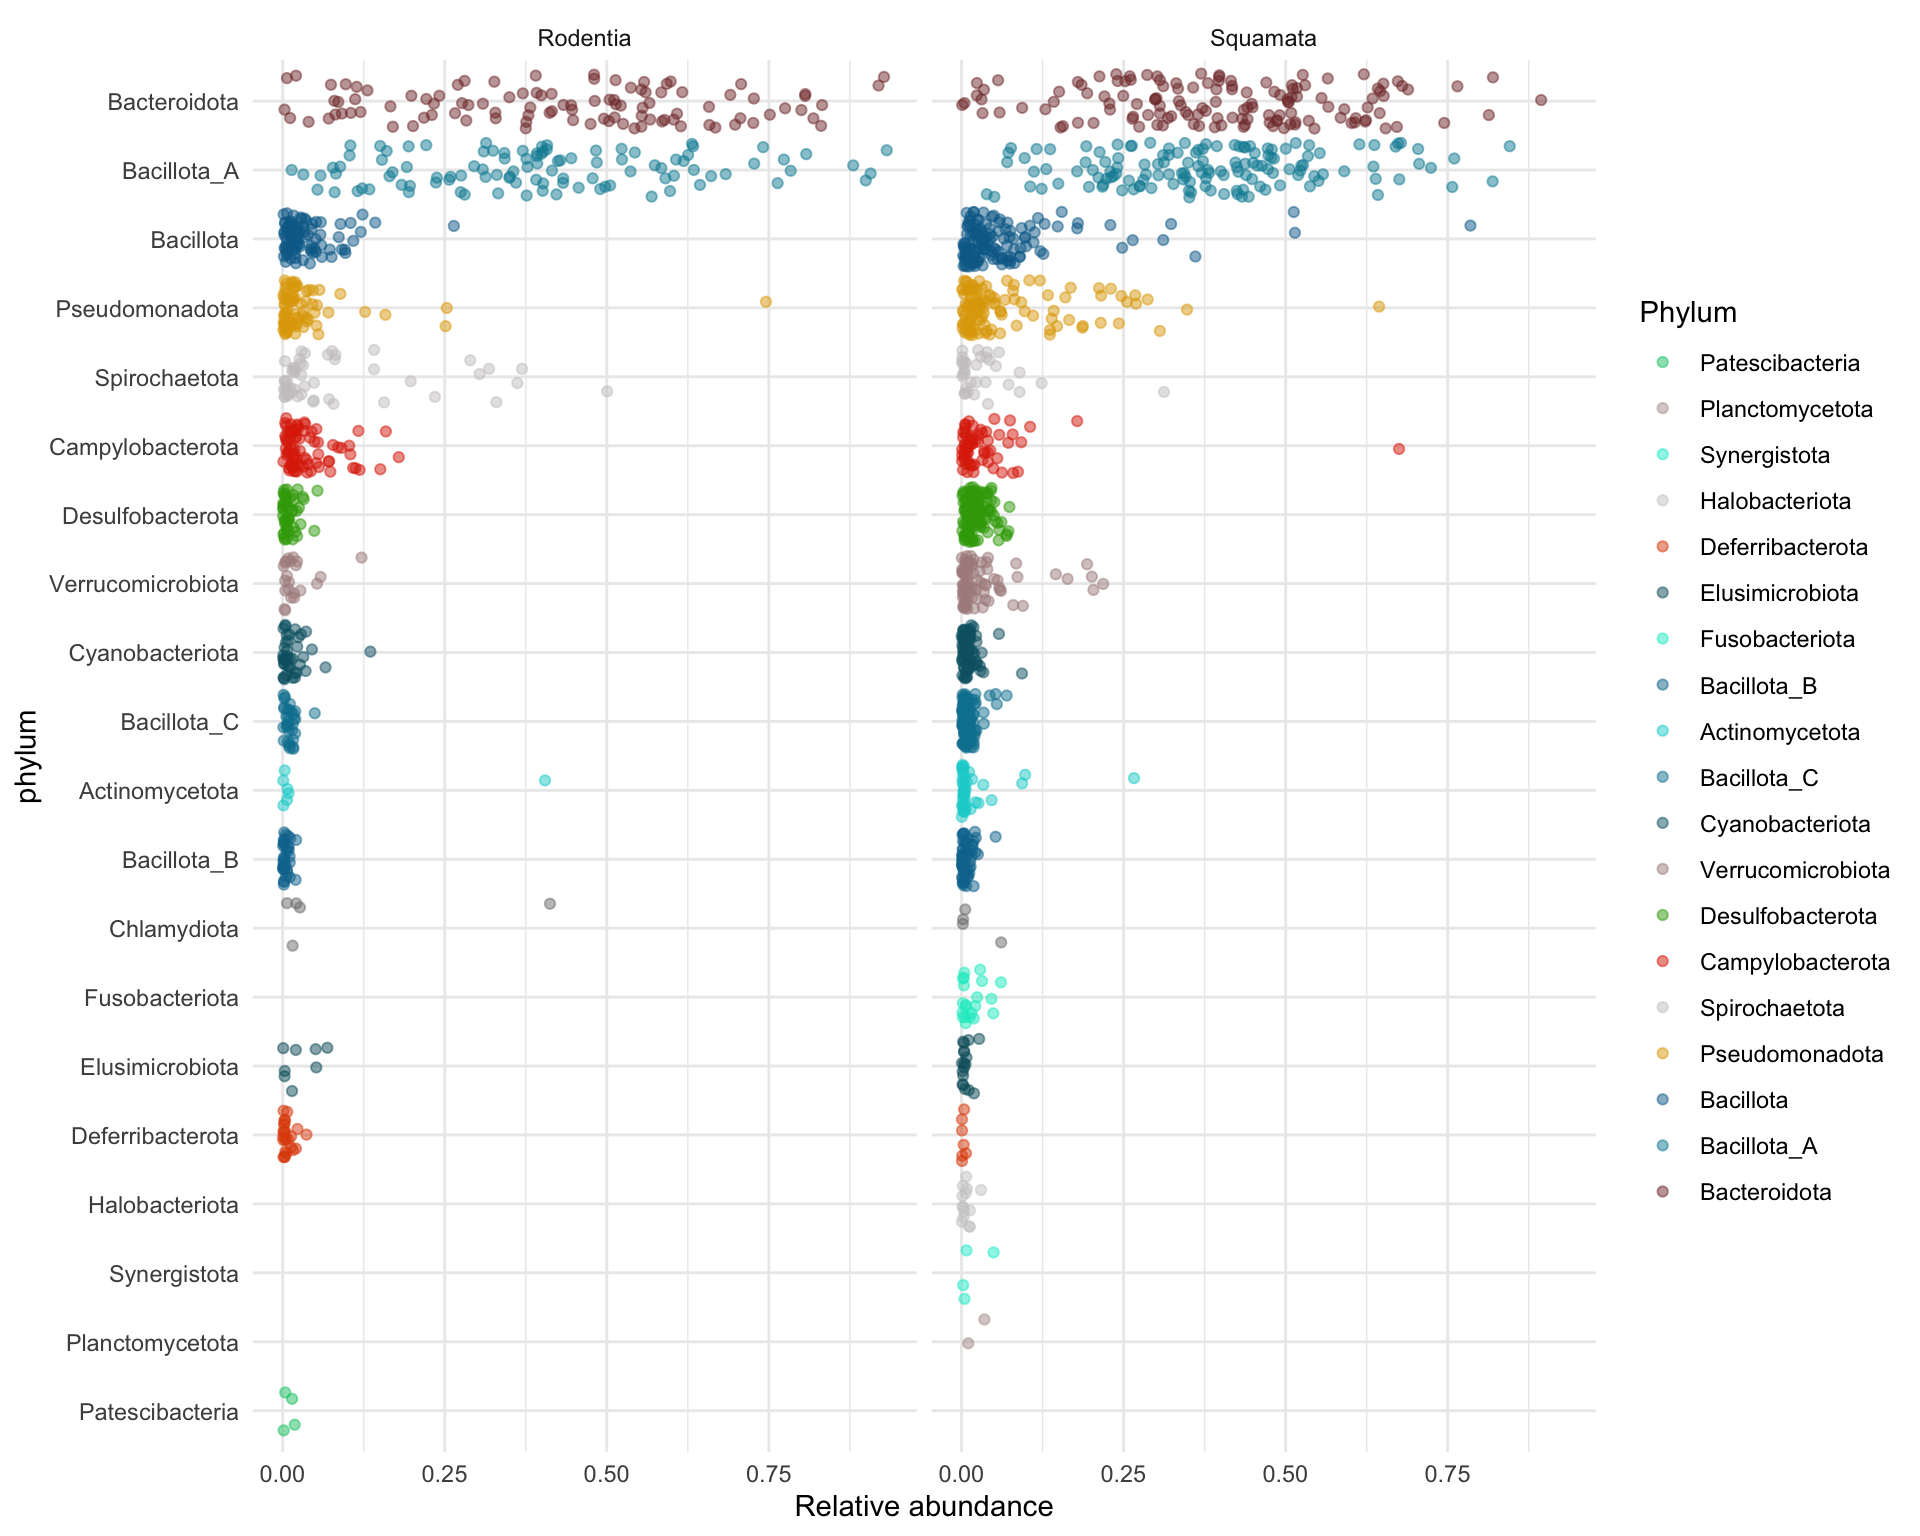 Rodentia
Squamata
phylum
Bacteroidota
Bacillota_A
Bacillota
Pseudomonadota
Spirochaetota
Campylobacterota
Desulfobacterota
Verrucomicrobiota
Cyanobacteriota
Bacillota_C
Actinomycetota
Bacillota_B
Chlamydiota
Fusobacteriota
Elusimicrobiota
Deferribacterota
Halobacteriota
Synergistota
Planctomycetota
Patescibacteria
0.00 0.25 0.50 0.75
0.00 0.25 0.50 0.75
Relative abundance
Phylum
Patescibacteria
Planctomycetota
Synergistota
Halobacteriota
Deferribacterota
Elusimicrobiota
Fusobacteriota
Bacillota_B
Actinomycetota
Bacillota_C
Cyanobacteriota
Verrucomicrobiota
Desulfobacterota
Campylobacterota
Spirochaetota
Pseudomonadota
Bacillota
Bacillota_A
Bacteroidota